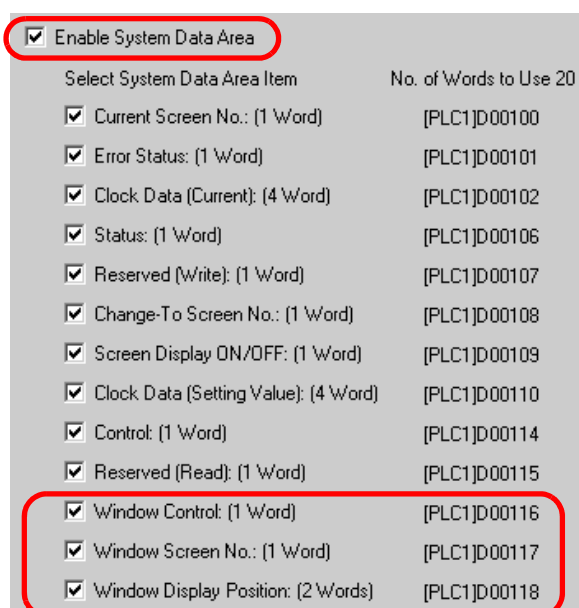 Enable System Data Area
Select System Data Area Item No. of Words to Use 20
Current Screen No.: (1 Word) [PLC1]D00100
Error Status: (1 Word) [PLC1]D00101
Clock Data (Current): (4 Word) [PLC1]D00102
Status: (1 Word) [PLC1]D00106
Reserved (Write): (1 Word) [PLC1]D00107
Change-To Screen No.: (1 Word) [PLC1]D00108
Screen Display ON/OFF: (1 Word) [PLC1]D00109
Clock Data (Setting Value): (4 Word) [PLC1]D00110
Control: (1 Word) [PLC1]D00114
Reserved (Read): (1 Word) [PLC1]D00115
Window Control: (1 Word) [PLC1]D00116
Window Screen No.: (1 Word) [PLC1]D00117
Window Display Position: (2 Words) [PLC1]D00118